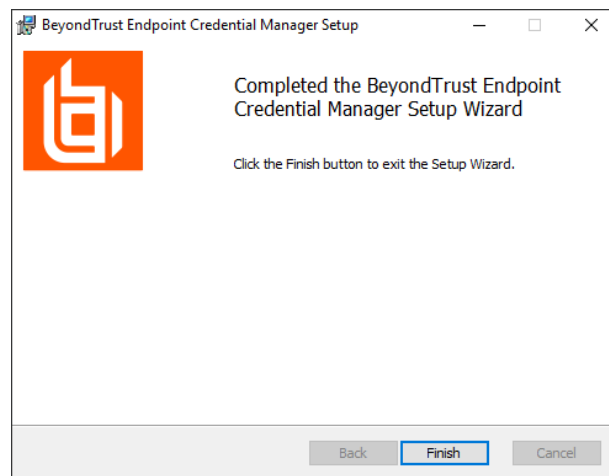 BeyondTrust Endpoint Credential Manager Setup
Completed the BeyondTrust Endpoint
Credential Manager Setup Wizard
Click the Finish button to exit the Setup Wizard.
Back
Finish
Cancel